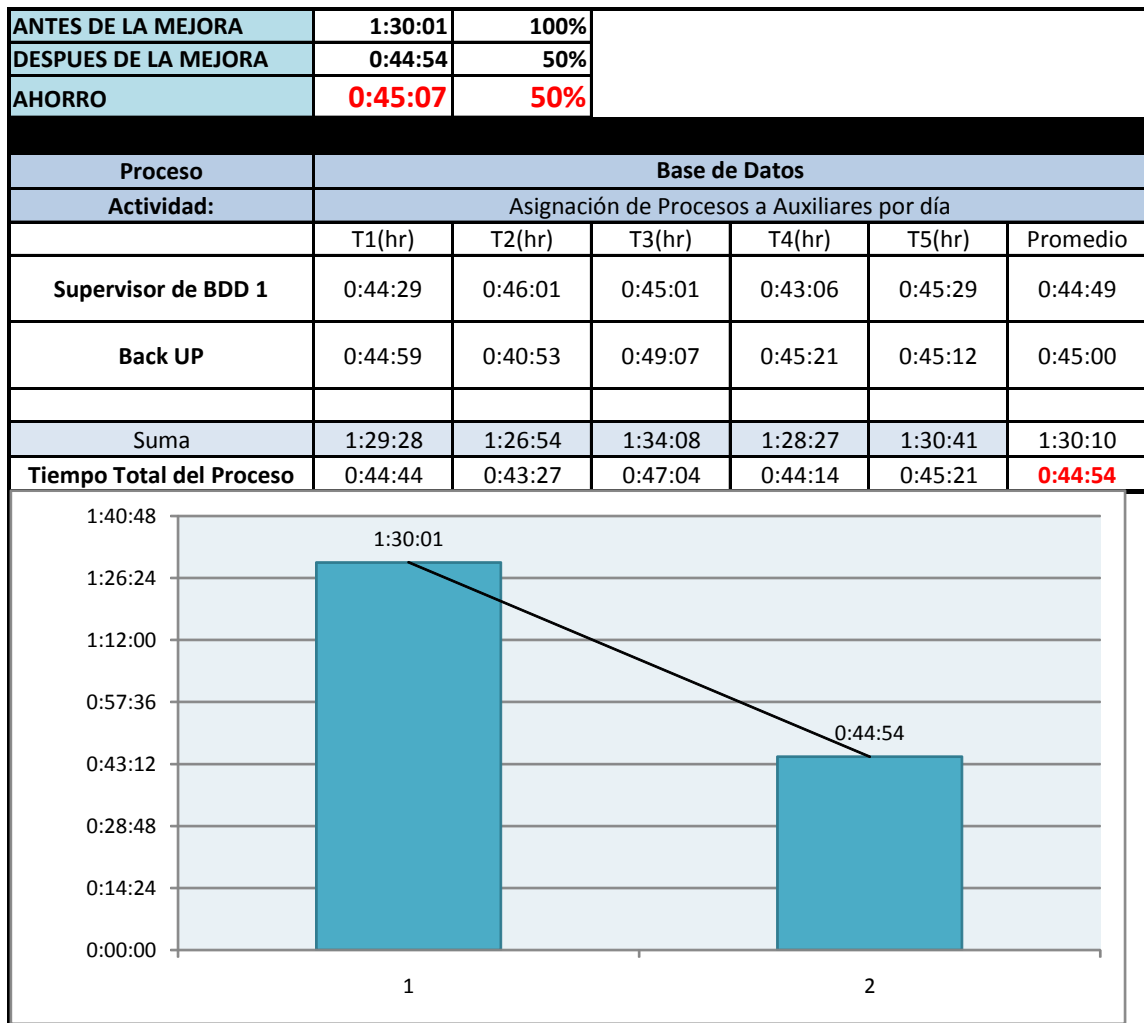 ANTES DE LA MEJORA 1:30:01 100%
DESPUES DE LA MEJORA 0:44:54 50%
AHORRO 0:45:07 50%
Proceso Base de Datos
Actividad: Asignación de Procesos a Auxiliares por día
T1(hr) T2(hr) T3(hr) T4(hr) T5(hr) Promedio
Supervisor de BDD 1 0:44:29 0:46:01 0:45:01 0:43:06 0:45:29 0:44:49
Back UP 0:44:59 0:40:53 0:49:07 0:45:21 0:45:12 0:45:00
Suma 1:29:28 1:26:54 1:34:08 1:28:27 1:30:41 1:30:10
Tiempo Total del Proceso 0:44:44 0:43:27 0:47:04 0:44:14 0:45:21 0:44:54
1:40:48
1:30:01
1:26:24
1:12:00
0:57:36
0:44:54
0:43:12
0:28:48
0:14:24
0:00:00
1 2